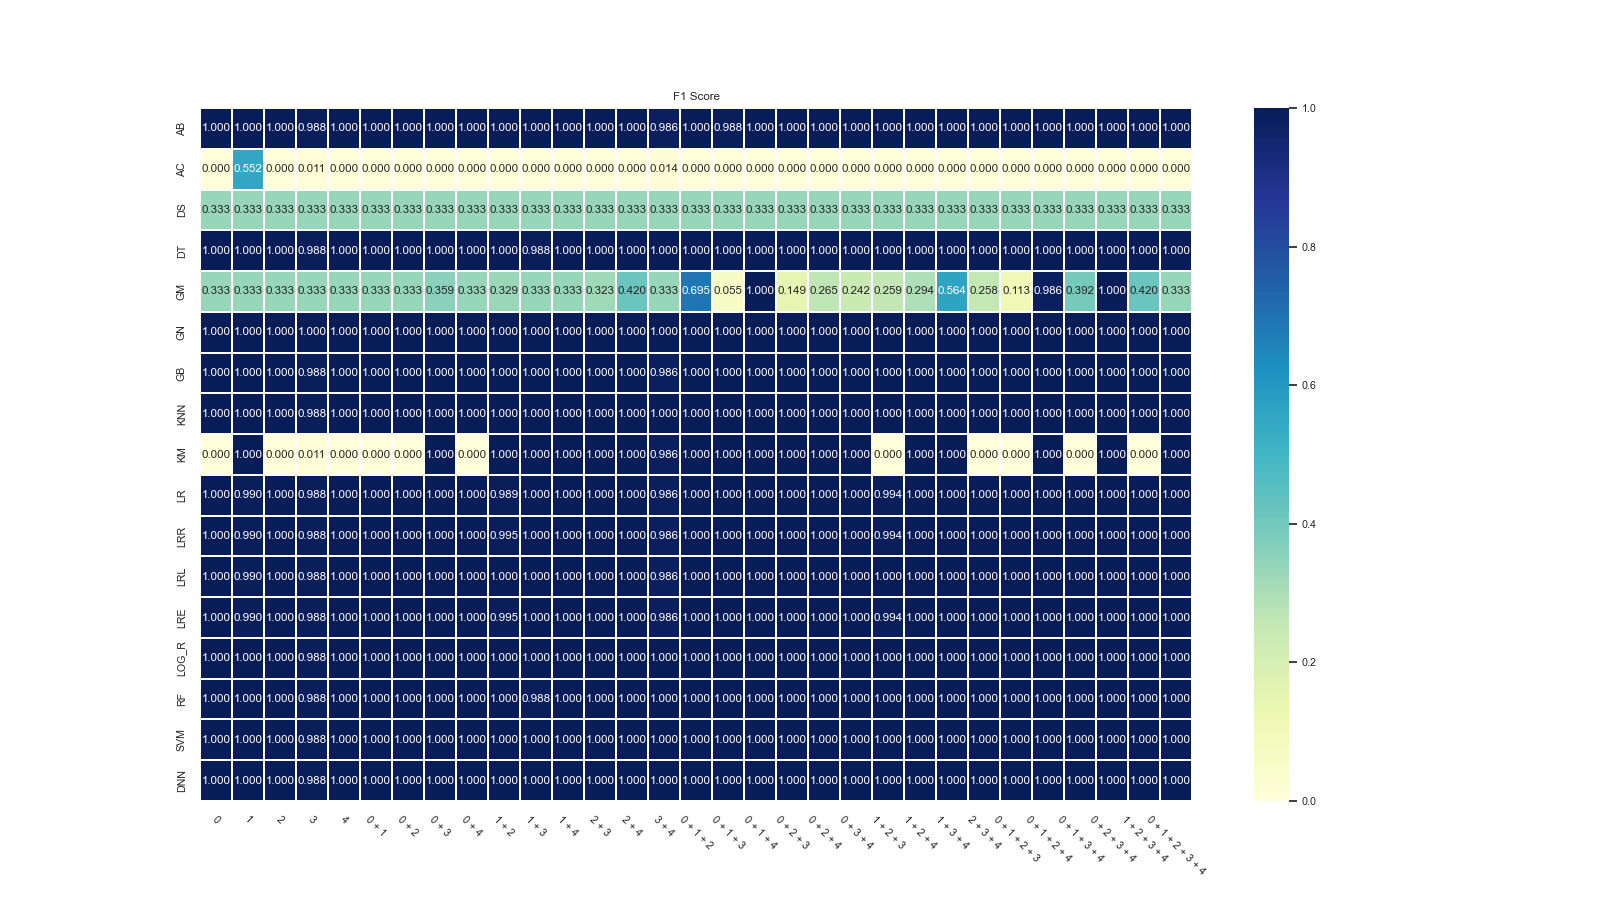 F1 Score
AB 1.000 1.000 1.000 0.988 1.000 1.000 1.000 1.000 1.000 1.000 1.000 1.000 1.000 1.000 0.986 1.000 0.988 1.000 1.000 1.000 1.000 1.000 1.000 1.000 1.000 1.000 1.000 1.000 1.000 1.000 1.000
AC 0.000 0.552 0.000 0.011 0.000 0.000 0.000 0.000 0.000 0.000 0.000 0.000 0.000 0.000 0.014 0.000 0.000 0.000 0.000 0.000 0.000 0.000 0.000 0.000 0.000 0.000 0.000 0.000 0.000 0.000 0.000
DS 0.333 0.333 0.333 0.333 0.333 0.333 0.333 0.333 0.333 0.333 0.333 0.333 0.333 0.333 0.333 0.333 0.333 0.333 0.333 0.333 0.333 0.333 0.333 0.333 0.333 0.333 0.333 0.333 0.333 0.333 0.333
DT 1.000 1.000 1.000 0.988 1.000 1.000 1.000 1.000 1.000 1.000 0.988 1.000 1.000 1.000 1.000 1.000 1.000 1.000 1.000 1.000 1.000 1.000 1.000 1.000 1.000 1.000 1.000 1.000 1.000 1.000 1.000
GM 0.333 0.333 0.333 0.333 0.333 0.333 0.333 0.359 0.333 0.329 0.333 0.333 0.323 0.420 0.333 0.695 0.055 1.000 0.149 0.265 0.242 0.259 0.294 0.564 0.258 0.113 0.986 0.392 1.000 0.420 0.333
GN 1.000 1.000 1.000 1.000 1.000 1.000 1.000 1.000 1.000 1.000 1.000 1.000 1.000 1.000 1.000 1.000 1.000 1.000 1.000 1.000 1.000 1.000 1.000 1.000 1.000 1.000 1.000 1.000 1.000 1.000 1.000
GB 1.000 1.000 1.000 0.988 1.000 1.000 1.000 1.000 1.000 1.000 1.000 1.000 1.000 1.000 0.986 1.000 1.000 1.000 1.000 1.000 1.000 1.000 1.000 1.000 1.000 1.000 1.000 1.000 1.000 1.000 1.000
KNN 1.000 1.000 1.000 0.988 1.000 1.000 1.000 1.000 1.000 1.000 1.000 1.000 1.000 1.000 1.000 1.000 1.000 1.000 1.000 1.000 1.000 1.000 1.000 1.000 1.000 1.000 1.000 1.000 1.000 1.000 1.000
KM 0.000 1.000 0.000 0.011 0.000 0.000 0.000 1.000 0.000 1.000 1.000 1.000 1.000 1.000 0.986 1.000 1.000 1.000 1.000 1.000 1.000 0.000 1.000 1.000 0.000 0.000 1.000 0.000 1.000 0.000 1.000
LR 1.000 0.990 1.000 0.988 1.000 1.000 1.000 1.000 1.000 0.989 1.000 1.000 1.000 1.000 0.986 1.000 1.000 1.000 1.000 1.000 1.000 0.994 1.000 1.000 1.000 1.000 1.000 1.000 1.000 1.000 1.000
LRR 1.000 0.990 1.000 0.988 1.000 1.000 1.000 1.000 1.000 0.995 1.000 1.000 1.000 1.000 0.986 1.000 1.000 1.000 1.000 1.000 1.000 0.994 1.000 1.000 1.000 1.000 1.000 1.000 1.000 1.000 1.000
LRL 1.000 0.990 1.000 0.988 1.000 1.000 1.000 1.000 1.000 1.000 1.000 1.000 1.000 1.000 0.986 1.000 1.000 1.000 1.000 1.000 1.000 1.000 1.000 1.000 1.000 1.000 1.000 1.000 1.000 1.000 1.000
LRE 1.000 0.990 1.000 0.988 1.000 1.000 1.000 1.000 1.000 0.995 1.000 1.000 1.000 1.000 0.986 1.000 1.000 1.000 1.000 1.000 1.000 0.994 1.000 1.000 1.000 1.000 1.000 1.000 1.000 1.000 1.000
LOG_R 1.000 1.000 1.000 0.988 1.000 1.000 1.000 1.000 1.000 1.000 1.000 1.000 1.000 1.000 1.000 1.000 1.000 1.000 1.000 1.000 1.000 1.000 1.000 1.000 1.000 1.000 1.000 1.000 1.000 1.000 1.000
RF 1.000 1.000 1.000 0.988 1.000 1.000 1.000 1.000 1.000 1.000 0.988 1.000 1.000 1.000 1.000 1.000 1.000 1.000 1.000 1.000 1.000 1.000 1.000 1.000 1.000 1.000 1.000 1.000 1.000 1.000 1.000
SVM 1.000 1.000 1.000 0.988 1.000 1.000 1.000 1.000 1.000 1.000 1.000 1.000 1.000 1.000 1.000 1.000 1.000 1.000 1.000 1.000 1.000 1.000 1.000 1.000 1.000 1.000 1.000 1.000 1.000 1.000 1.000
DNN 1.000 1.000 1.000 0.988 1.000 1.000 1.000 1.000 1.000 1.000 1.000 1.000 1.000 1.000 1.000 1.000 1.000 1.000 1.000 1.000 1.000 1.000 1.000 1.000 1.000 1.000 1.000 1.000 1.000 1.000 1.000
0
1
2
3
4
0 + 1
0 + 2
0 + 3
0 + 4
1 + 2
1 + 3
1 + 4
2 + 3
2 + 4
3 + 4
0 + 1 + 2
0 + 1 + 3
0 + 1 + 4
0 + 2 + 3
0 + 2 + 4
0 + 3 + 4
1 + 2 + 3
1 + 2 + 4
1 + 3 + 4
2 + 3 + 4
0 + 1 + 2 + 3
0 + 1 + 2 + 4
0 + 1 + 3 + 4
0 + 2 + 3 + 4
1 + 2 + 3 + 4
0 + 1 + 2 + 3 + 4
1.0
0.8
0.6
0.4
0.2
0.0